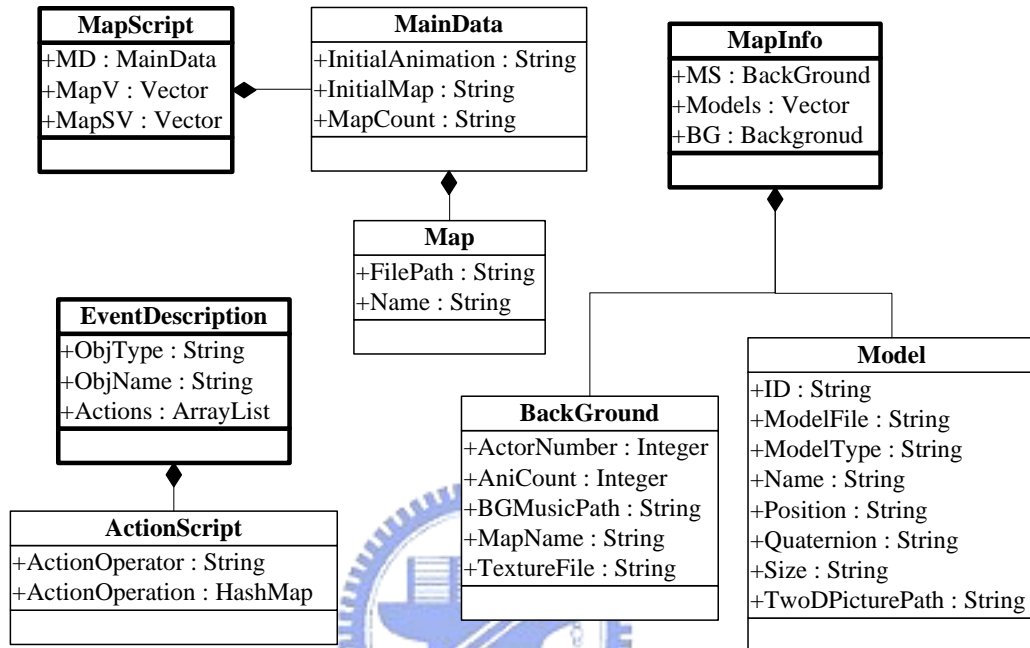 MapScript
+MD : MainData
+MapV : Vector
+MapSV : Vector
MainData
+InitialAnimation : String
+InitialMap : String
+MapCount : String
MapInfo
+MS : BackGround
+Models : Vector
+BG : Backgronud
Map
+FilePath : String
+Name : String
EventDescription
+ObjType : String
+ObjName : String
+Actions : ArrayList
ActionScript
+ActionOperator : String
+ActionOperation : HashMap
BackGround
+ActorNumber : Integer
+AniCount : Integer
+BGMusicPath : String
+MapName : String
+TextureFile : String
Model
+ID : String
+ModelFile : String
+ModelType : String
+Name : String
+Position : String
+Quaternion : String
+Size : String
+TwoDPicturePath : String